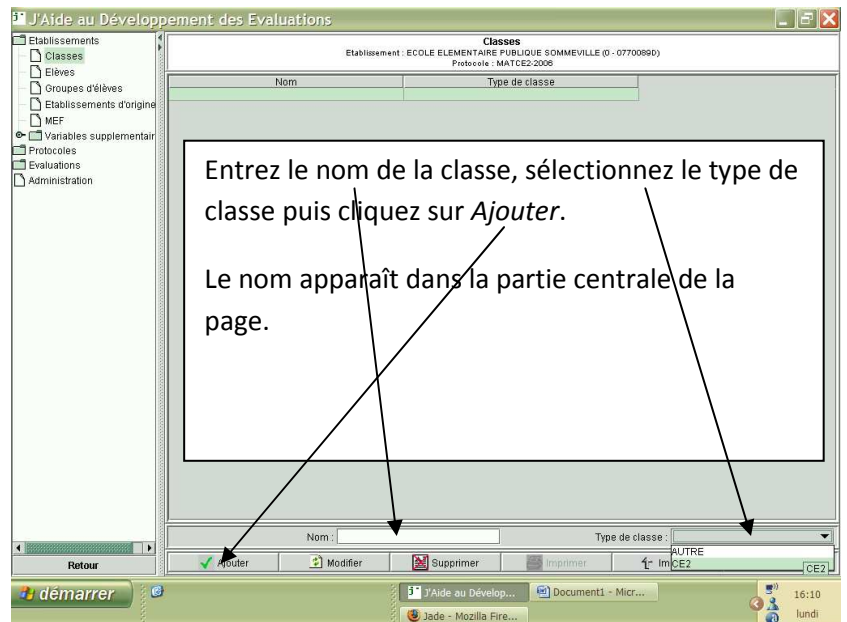 J'Aide au Développement des Evaluations
Etablissements
Classes
Elèves
Groupes d'élèves
Etablissements d'origine
MEF
Variables supplementair
Protocoles
Evaluations
Administration
Retour
Classes
Etablissement : ECOLE ELEMENTAIRE PUBLIQUE SOMMEVILLE (0 - 0770089D)
Protocole : MATCE2-2006
Nom Type de classe
Entrez le nom de la classe, sélectionnez le type de
classe puis cliquez sur Ajouter.
Le nom apparaît dans la partie centrale de la
page.
Nom : Type de classe :
AUTRE
CE2
CE2
Ajouter Modifier Supprimer Imprimer Im
démarrer J'Aide au Dévelop... Document1 - Micr...
Jade - Mozilla Fire...
16:10
lundi